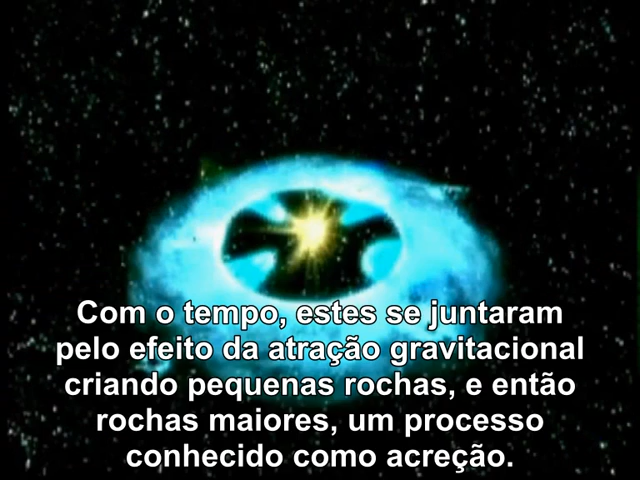 Com o tempo, estes se juntaram
pelo efeito da atração gravitacional
criando pequenas rochas, e então
rochas maiores, um processo
conhecido como acreção.